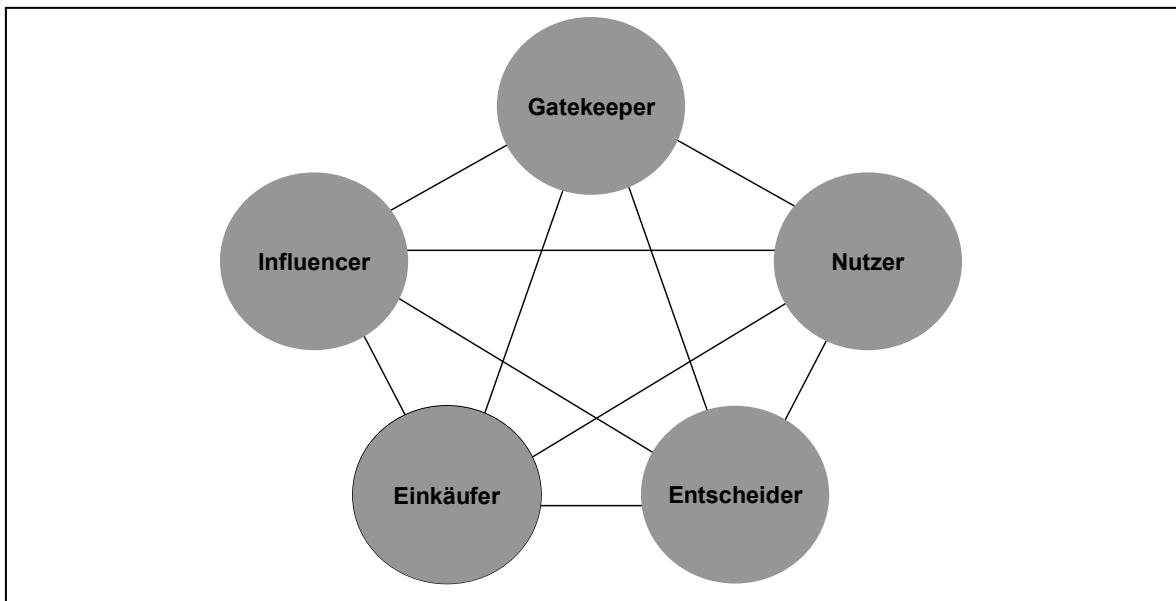 Gatekeeper
Influencer
Nutzer
Einkäufer
Entscheider